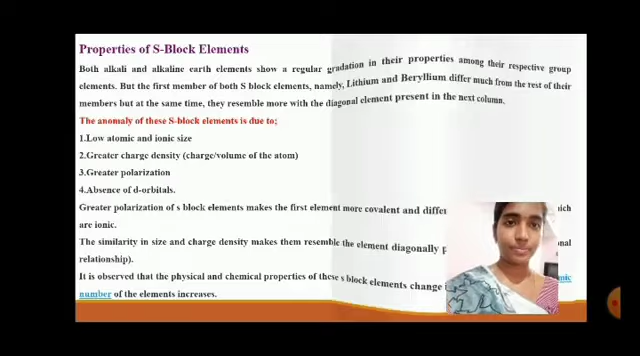 Properties of S-Block Elements
Both alkali and alkaline earth elements show a regular gradation in their properties among their respective group
elements. But the first member of both S block elements, namely, Lithium and Beryllium differ much from the rest of their
members but at the same time, they resemble more with the diagonal element present in the next column.
The anomaly of these S-block elements is due to;
1.Low atomic and ionic size
2.Greater charge density (charge/volume of the atom)
3.Greater polarization
4.Absence of d-orbitals.
Greater polarization of s block elements makes the first element more covalent and differ
are ionic.
The similarity in size and charge density makes them resemble the element diagonally
relationship).
It is observed that the physical and chemical properties of these s block elements change
number of the elements increases.